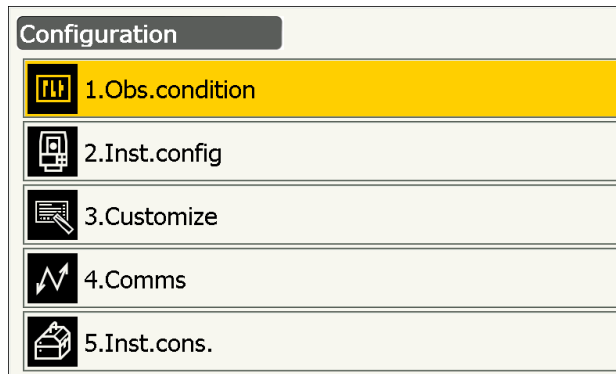 Configuration
1.Obs.condition
2.Inst.config
3.Customize
4.Comms
5.Inst.cons.